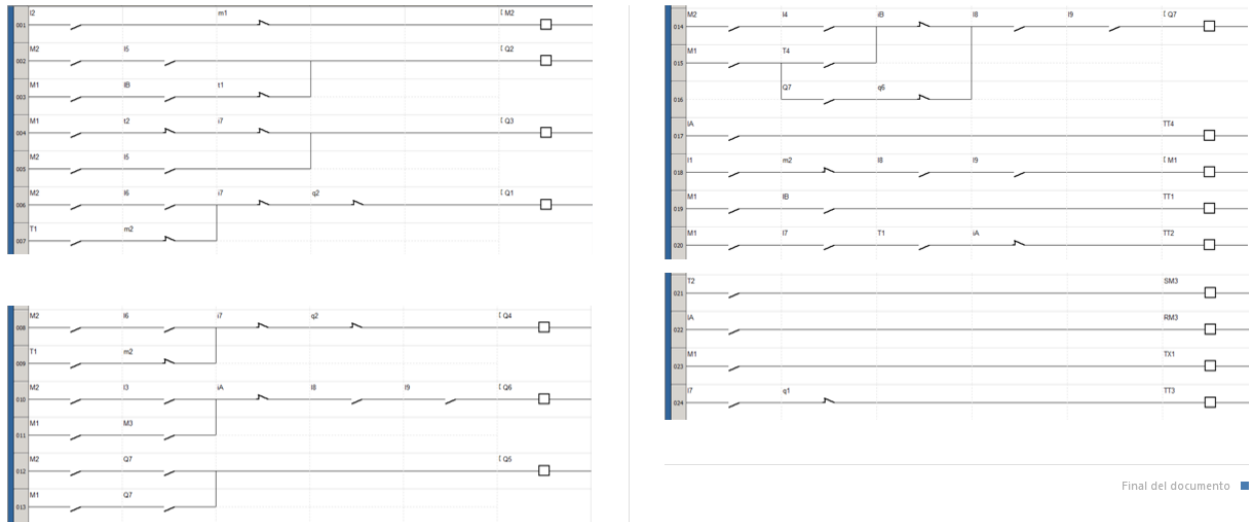 I2 m1 [ M2
001
M2 I5 [ Q2
002
M1 IB t1
003
M1 t2 i7 [ Q3
004
M2 I5
005
M2 I6 i7 q2 [ Q1
006
T1 m2
007
M2 I6 i7 q2 [ Q4
008
T1 m2
009
M2 I3 iA I8 I9 [ Q6
010
M1 M3
011
M2 Q7 [ Q5
012
M1 Q7
013
M2 I4 iB I8 I9 [ Q7
014
M1 T4
015
Q7 q6
016
IA TT4
017
I1 m2 I8 I9 [ M1
018
M1 IB TT1
019
M1 I7 T1 iA TT2
020
T2 SM3
021
IA RM3
022
M1 TX1
023
I7 q1 TT3
024
Final del documento